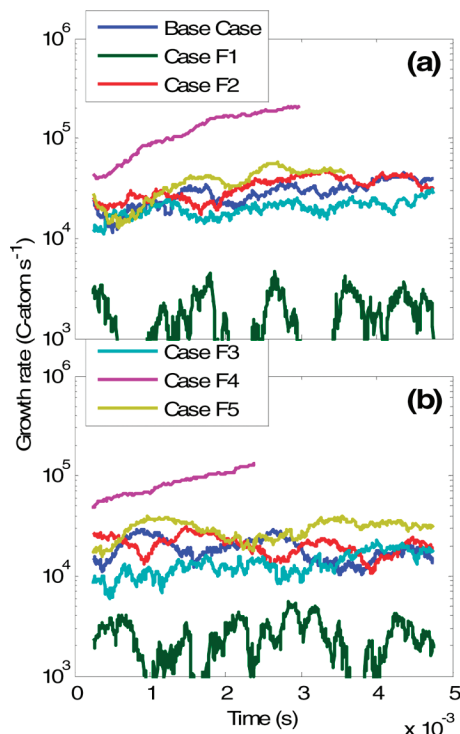 Base Case
Case F1
Case F2
(a)
10^6
10^5
10^4
10^3
Growth rate (C-atom s^-1)
Case F3
Case F4
Case F5
(b)
10^6
10^5
10^4
10^3
0 1 2 3 4 5
Time (s)
x 10^-3